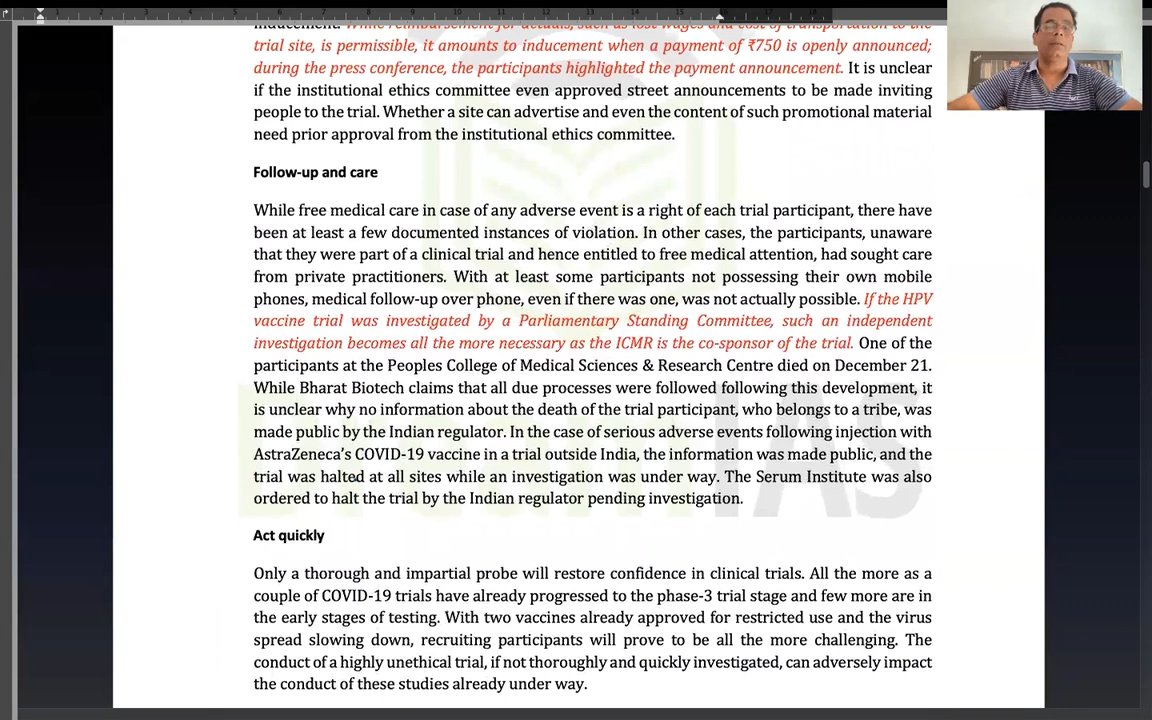 inducement. While reimbursement for details, such as lost wages and cost of transportation to the
trial site, is permissible, it amounts to inducement when a payment of ₹750 is openly announced;
during the press conference, the participants highlighted the payment announcement. It is unclear
if the institutional ethics committee even approved street announcements to be made inviting
people to the trial. Whether a site can advertise and even the content of such promotional material
need prior approval from the institutional ethics committee.
Follow-up and care
While free medical care in case of any adverse event is a right of each trial participant, there have
been at least a few documented instances of violation. In other cases, the participants, unaware
that they were part of a clinical trial and hence entitled to free medical attention, had sought care
from private practitioners. With at least some participants not possessing their own mobile
phones, medical follow-up over phone, even if there was one, was not actually possible. If the HPV
vaccine trial was investigated by a Parliamentary Standing Committee, such an independent
investigation becomes all the more necessary as the ICMR is the co-sponsor of the trial. One of the
participants at the Peoples College of Medical Sciences & Research Centre died on December 21.
While Bharat Biotech claims that all due processes were followed following this development, it
is unclear why no information about the death of the trial participant, who belongs to a tribe, was
made public by the Indian regulator. In the case of serious adverse events following injection with
AstraZeneca's COVID-19 vaccine in a trial outside India, the information was made public, and the
trial was halted at all sites while an investigation was under way. The Serum Institute was also
ordered to halt the trial by the Indian regulator pending investigation.
Act quickly
Only a thorough and impartial probe will restore confidence in clinical trials. All the more as a
couple of COVID-19 trials have already progressed to the phase-3 trial stage and few more are in
the early stages of testing. With two vaccines already approved for restricted use and the virus
spread slowing down, recruiting participants will prove to be all the more challenging. The
conduct of a highly unethical trial, if not thoroughly and quickly investigated, can adversely impact
the conduct of these studies already under way.